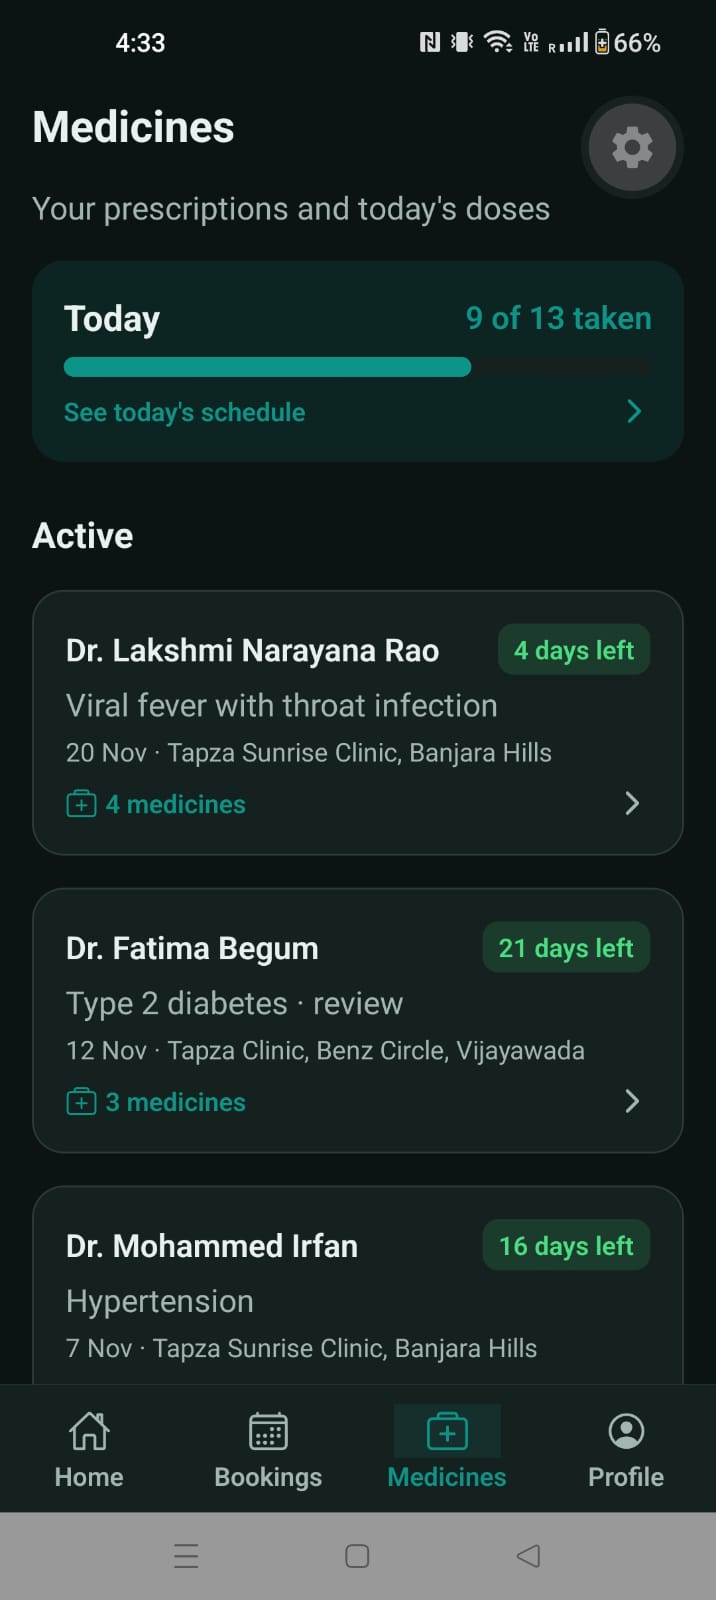 4:33
Vo LTE R 66%
Medicines
Your prescriptions and today's doses
Today
9 of 13 taken
See today's schedule
Active
Dr. Lakshmi Narayana Rao
4 days left
Viral fever with throat infection
20 Nov · Tapza Sunrise Clinic, Banjara Hills
4 medicines
Dr. Fatima Begum
21 days left
Type 2 diabetes · review
12 Nov · Tapza Clinic, Benz Circle, Vijayawada
3 medicines
Dr. Mohammed Irfan
16 days left
Hypertension
7 Nov · Tapza Sunrise Clinic, Banjara Hills
Home
Bookings
Medicines
Profile